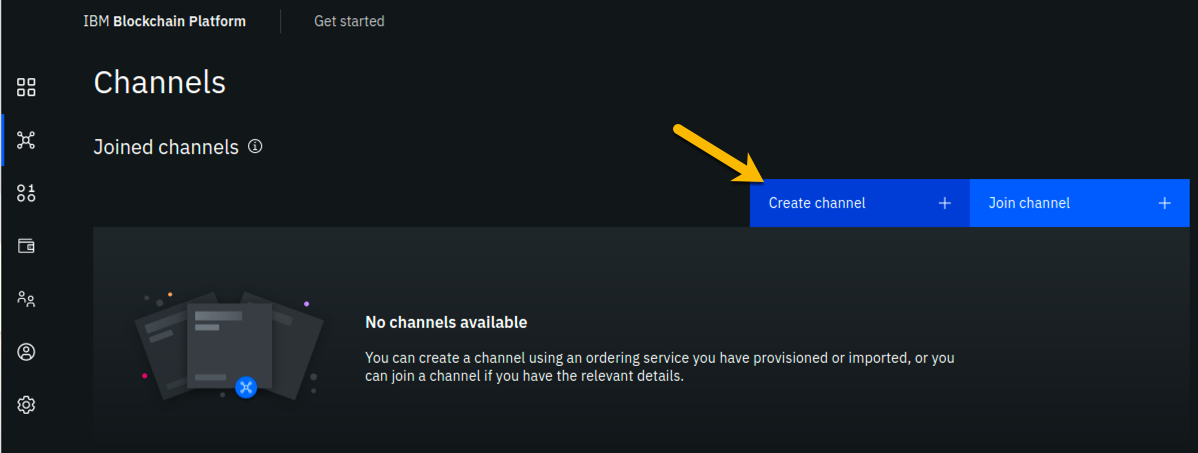 IBM Blockchain Platform
Get started
Channels
Joined channels
Create channel
Join channel
No channels available
You can create a channel using an ordering service you have provisioned or imported, or you
can join a channel if you have the relevant details.